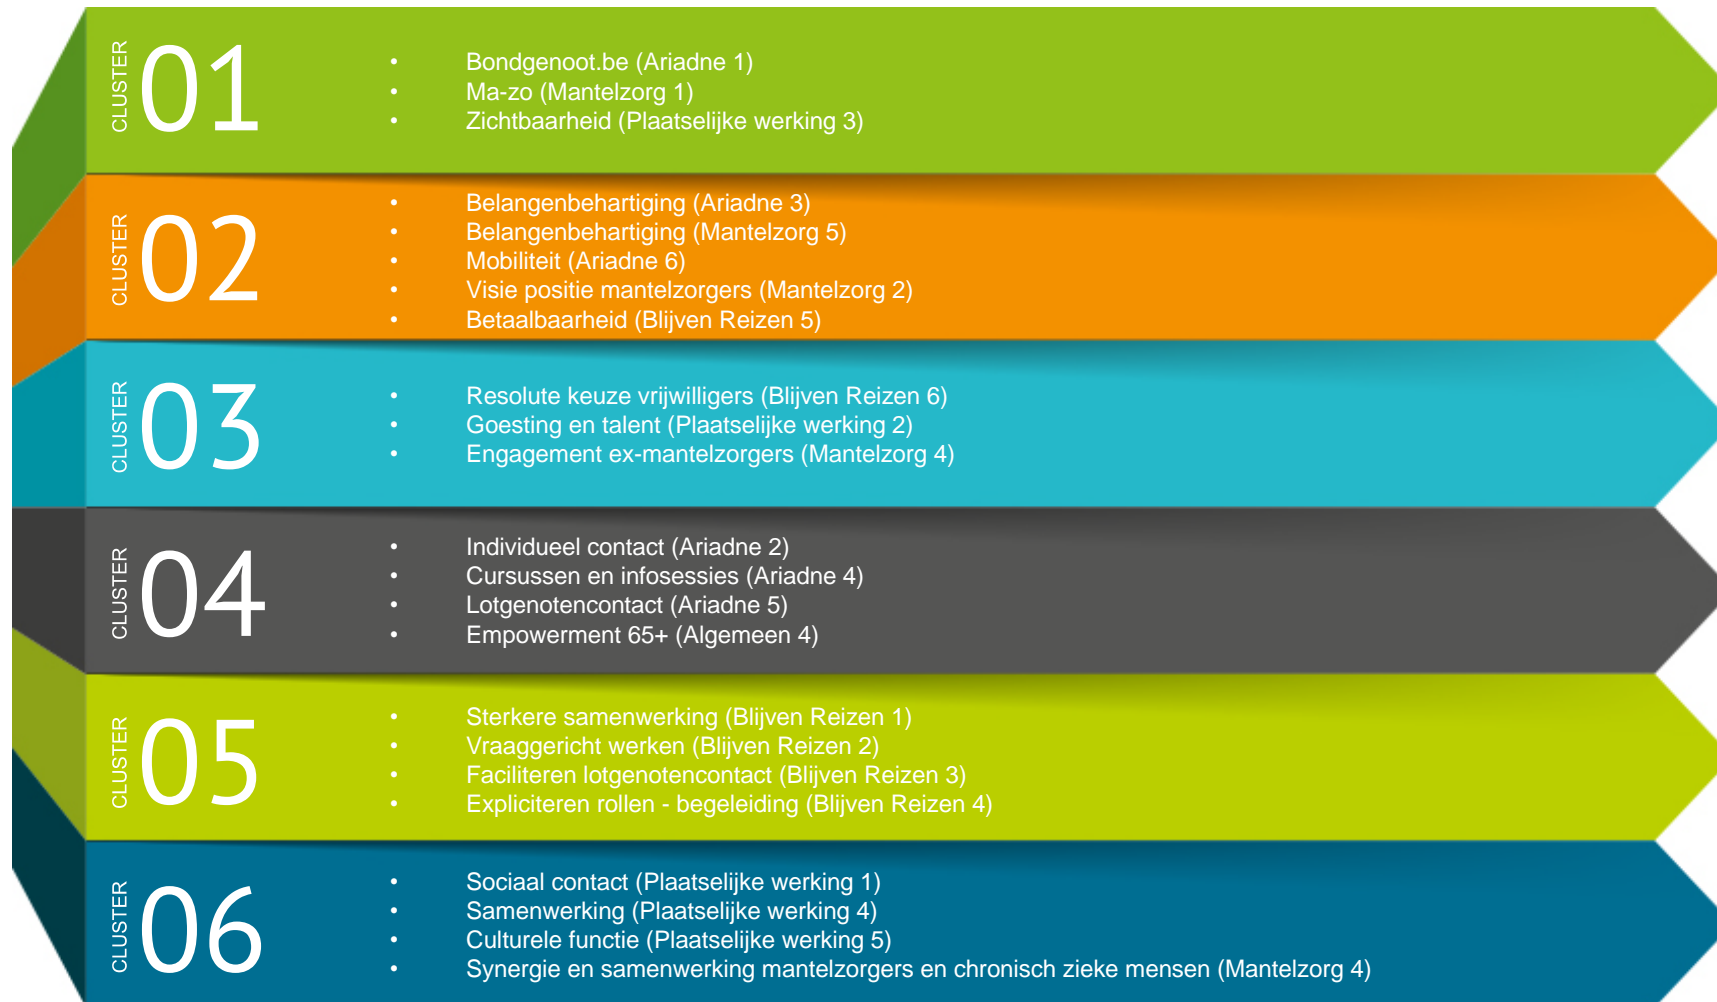 CLUSTER 01
• Bondgenoot.be (Ariadne 1)
• Ma-zo (Mantelzorg 1)
• Zichtbaarheid (Plaatselijke werking 3)
CLUSTER 02
• Belangenbehartiging (Ariadne 3)
• Belangenbehartiging (Mantelzorg 5)
• Mobiliteit (Ariadne 6)
• Visie positie mantelzorgers (Mantelzorg 2)
• Betaalbaarheid (Blijven Reizen 5)
CLUSTER 03
• Resolute keuze vrijwilligers (Blijven Reizen 6)
• Goesting en talent (Plaatselijke werking 2)
• Engagement ex-mantelzorgers (Mantelzorg 4)
CLUSTER 04
• Individueel contact (Ariadne 2)
• Cursussen en infosessies (Ariadne 4)
• Lotgenotencontact (Ariadne 5)
• Empowerment 65+ (Algemeen 4)
CLUSTER 05
• Sterkere samenwerking (Blijven Reizen 1)
• Vraaggericht werken (Blijven Reizen 2)
• Faciliteren lotgenotencontact (Blijven Reizen 3)
• Expliciteren rollen - begeleiding (Blijven Reizen 4)
CLUSTER 06
• Sociaal contact (Plaatselijke werking 1)
• Samenwerking (Plaatselijke werking 4)
• Culturele functie (Plaatselijke werking 5)
• Synergie en samenwerking mantelzorgers en chronisch zieke mensen (Mantelzorg 4)